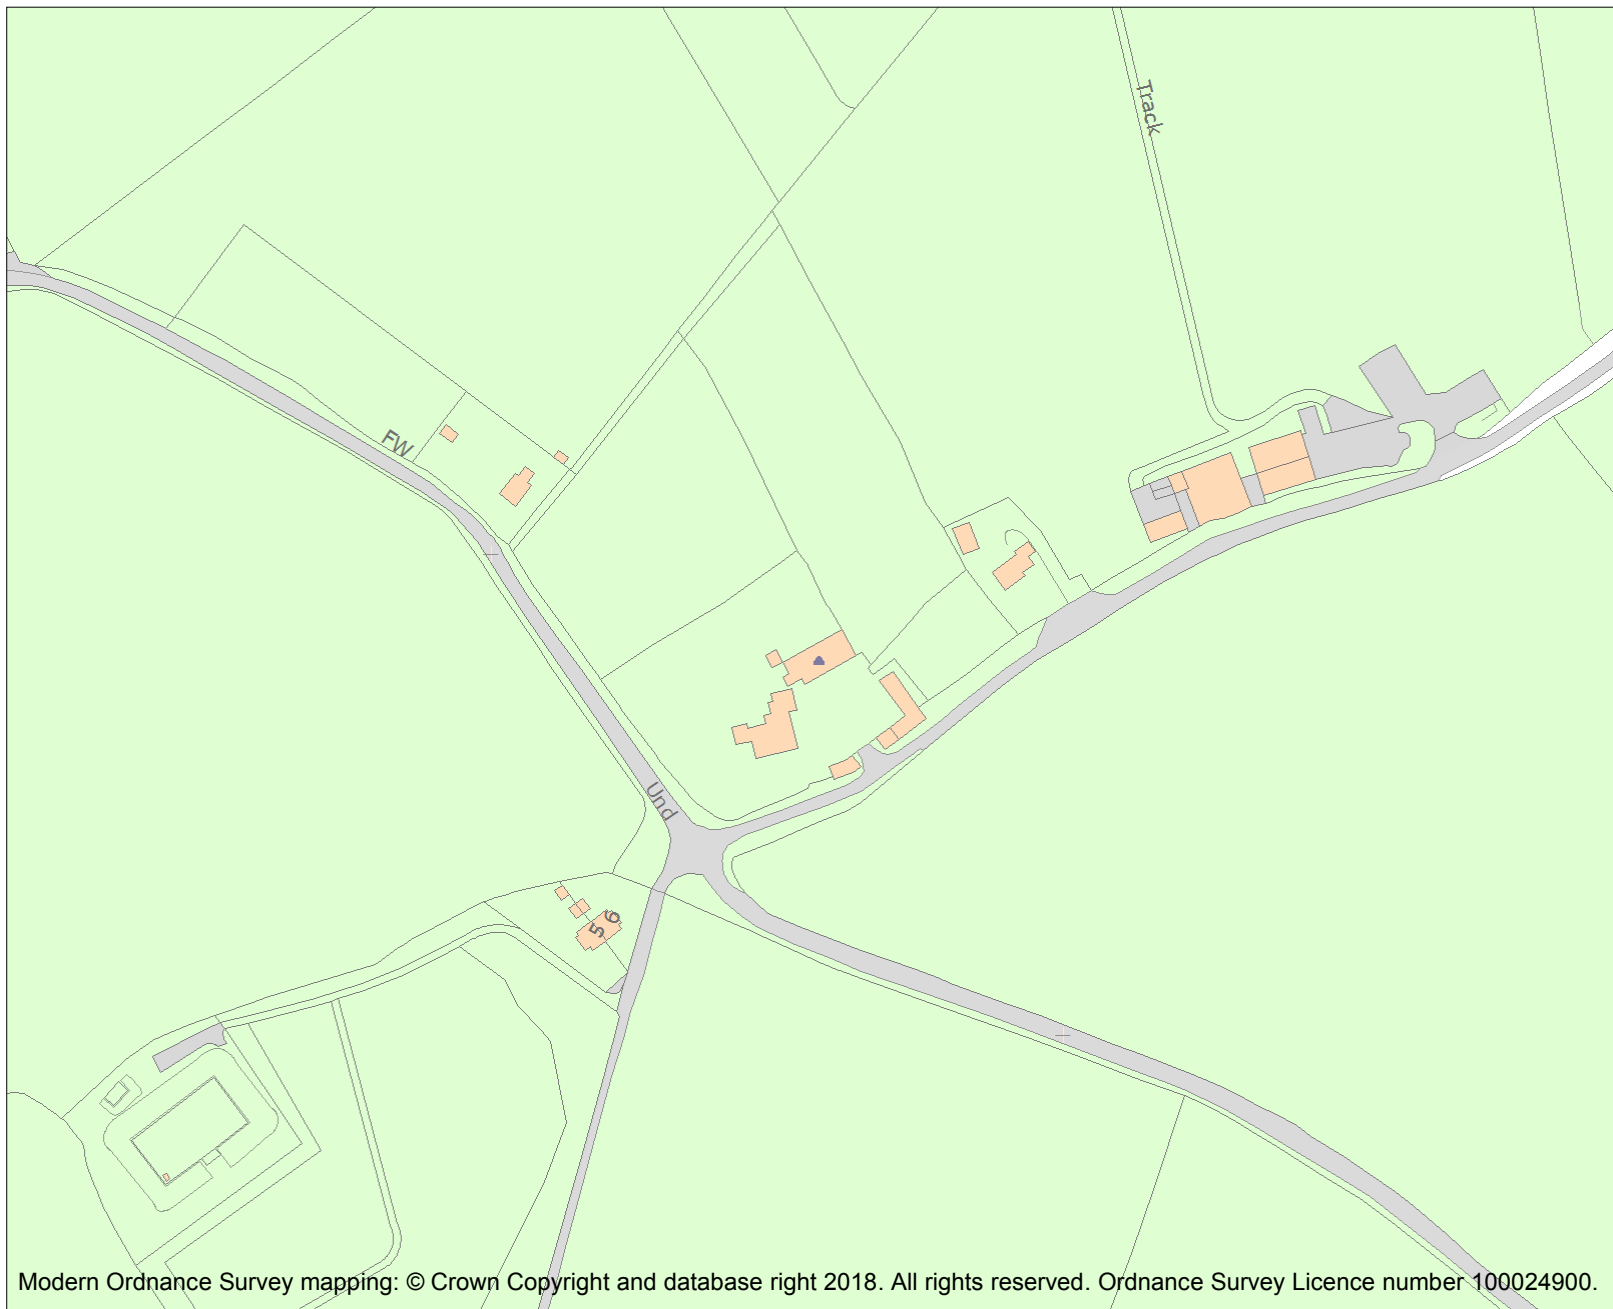 Track
FW
Und
5 6
Modern Ordnance Survey mapping: © Crown Copyright and database right 2018. All rights reserved. Ordnance Survey Licence number 100024900.